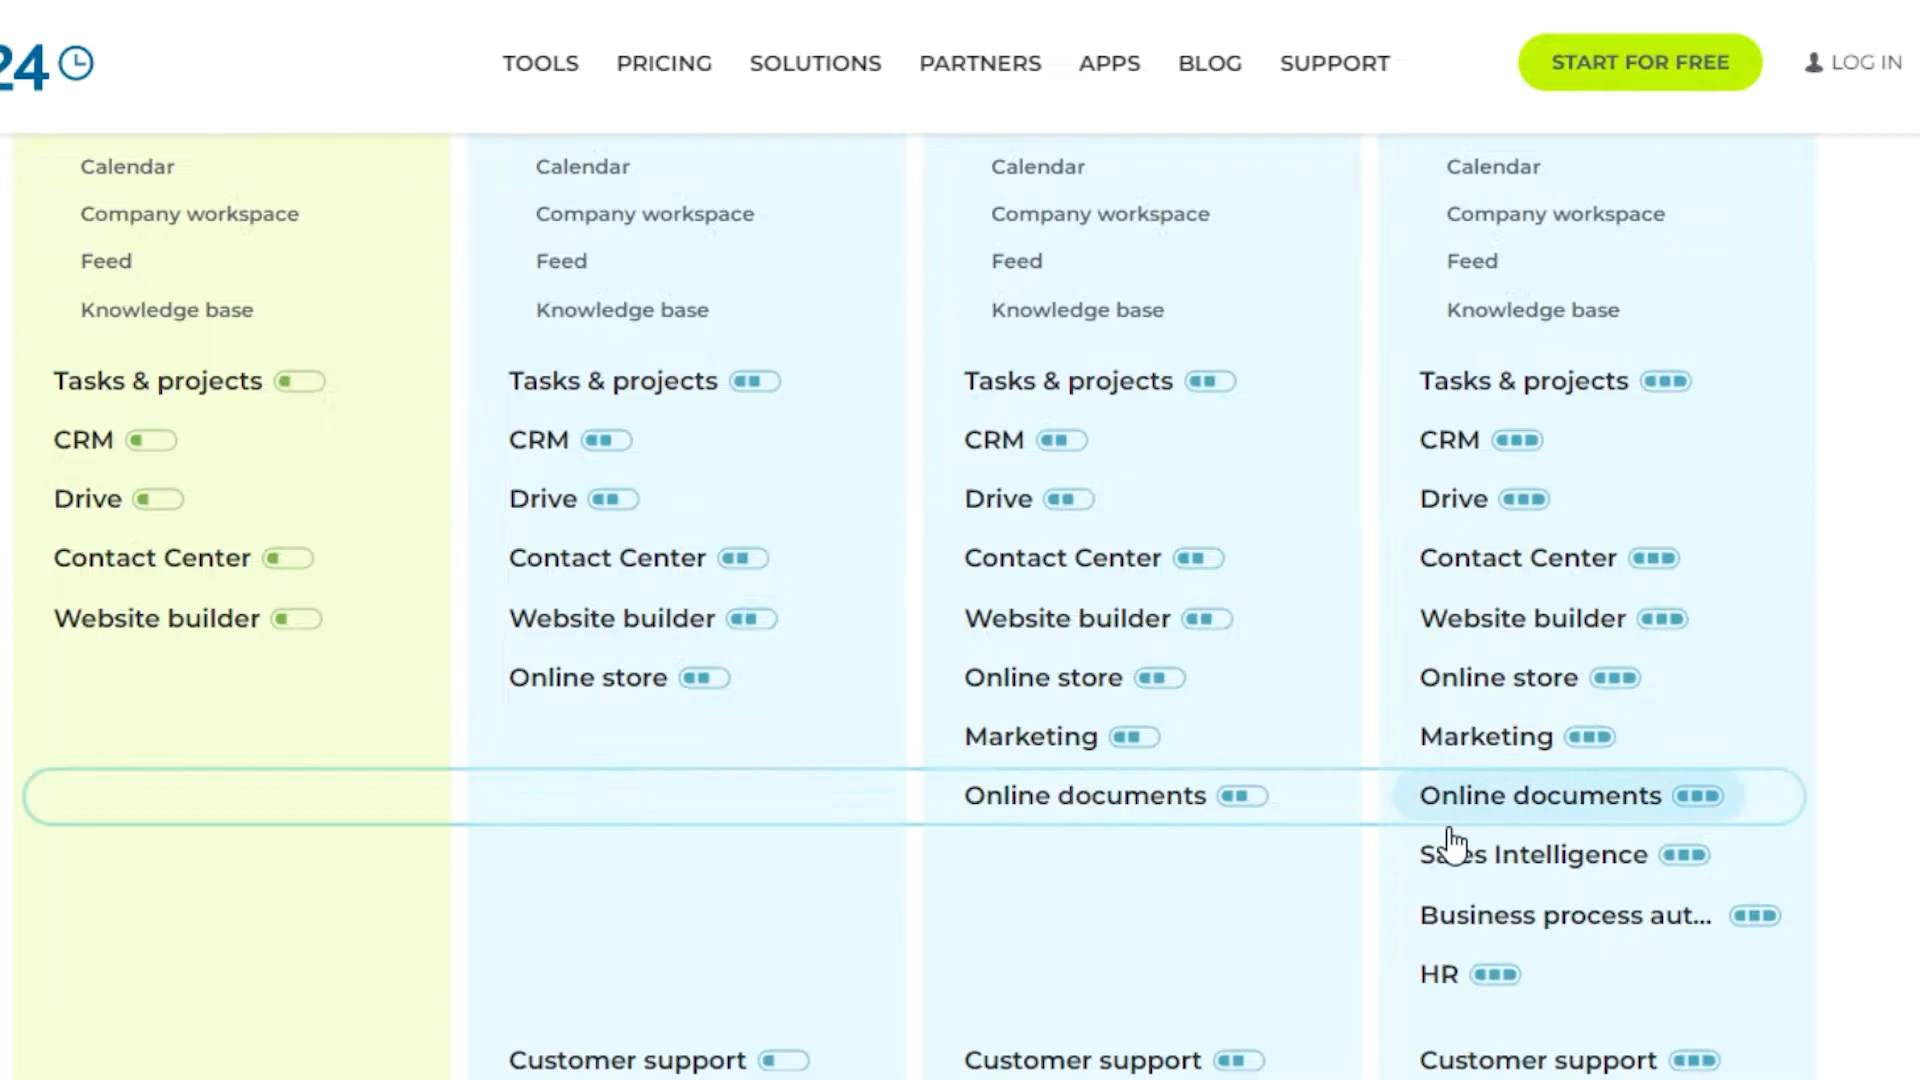 24
TOOLS PRICING SOLUTIONS PARTNERS APPS BLOG SUPPORT START FOR FREE LOG IN
Calendar Calendar Calendar Calendar
Company workspace Company workspace Company workspace Company workspace
Feed Feed Feed Feed
Knowledge base Knowledge base Knowledge base Knowledge base
Tasks & projects Tasks & projects Tasks & projects Tasks & projects
CRM CRM CRM CRM
Drive Drive Drive Drive
Contact Center Contact Center Contact Center Contact Center
Website builder Website builder Website builder Website builder
Online store Online store Online store
Marketing Marketing
Online documents Online documents
Sales Intelligence
Business process aut...
HR
Customer support Customer support Customer support